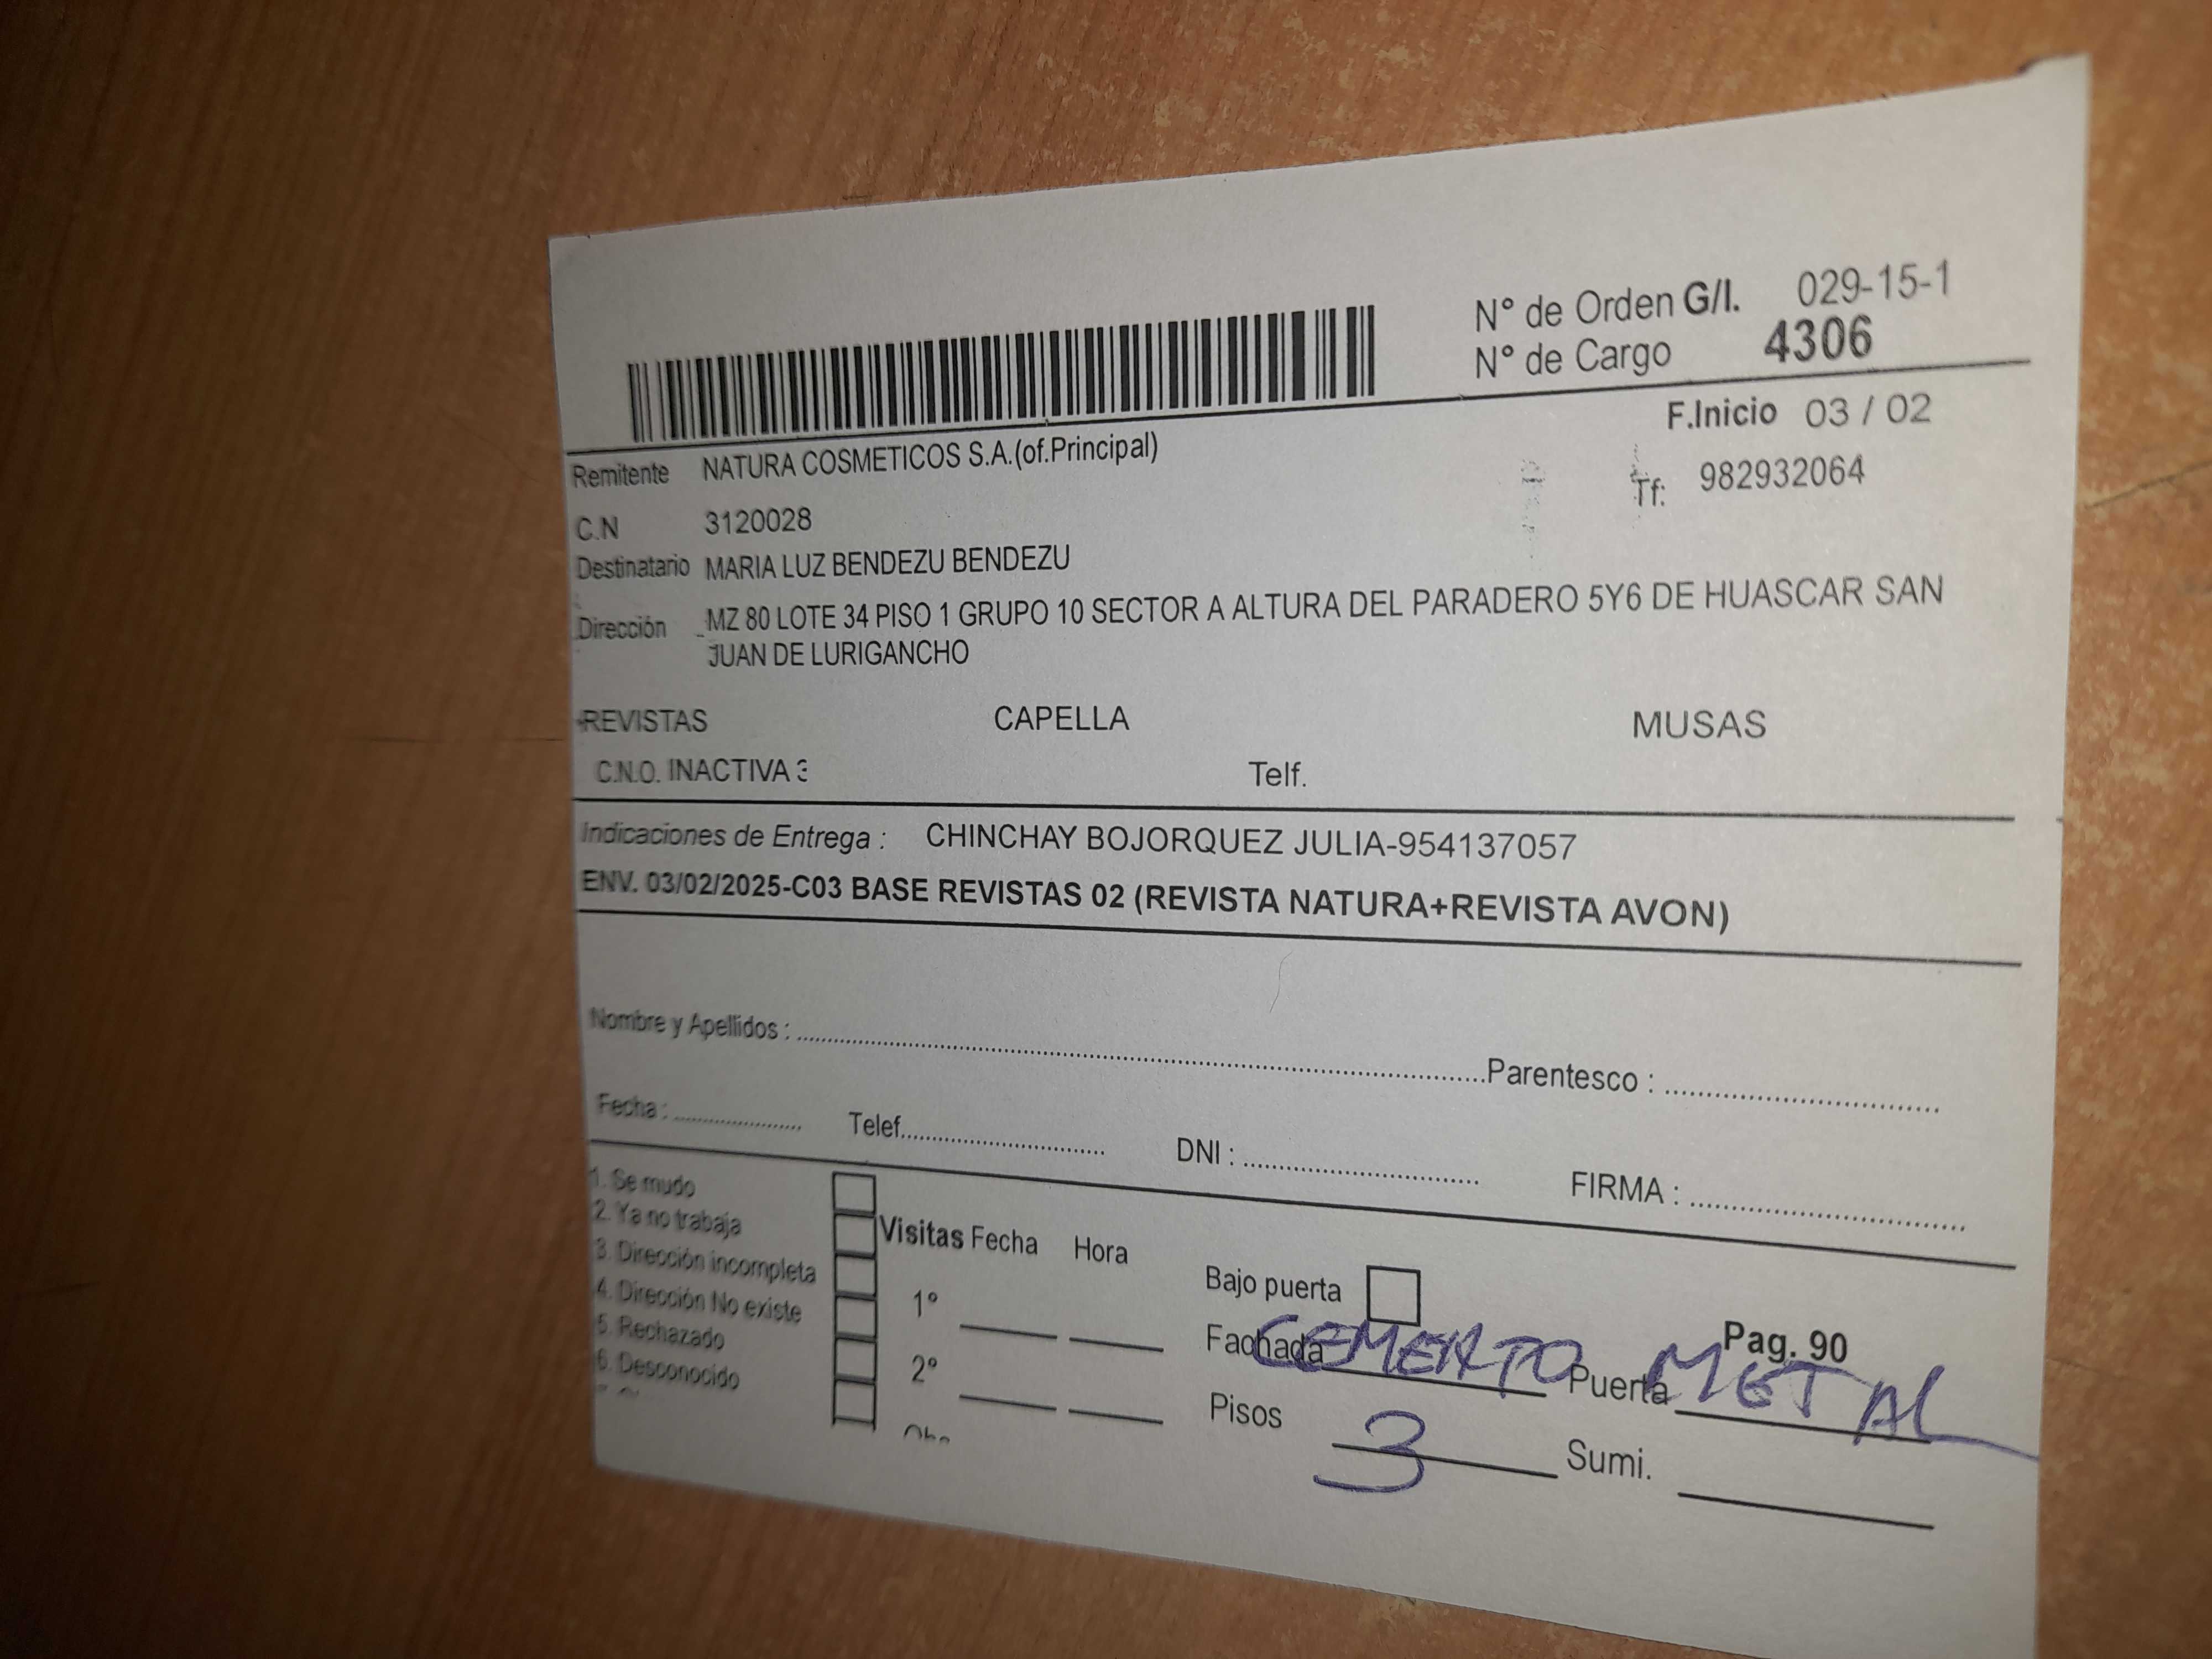 N° de Orden G/I. 029-15-1
N° de Cargo 4306
F.Inicio 03 / 02
Remitente NATURA COSMETICOS S.A.(of.Principal)
Tf: 982932064
C.N 3120028
Destinatario MARIA LUZ BENDEZU BENDEZU
Dirección MZ 80 LOTE 34 PISO 1 GRUPO 10 SECTOR A ALTURA DEL PARADERO 5Y6 DE HUASCAR SAN
JUAN DE LURIGANCHO
REVISTAS CAPELLA MUSAS
C.N.O. INACTIVA 3 Telf.
Indicaciones de Entrega : CHINCHAY BOJORQUEZ JULIA-954137057
ENV. 03/02/2025-C03 BASE REVISTAS 02 (REVISTA NATURA+REVISTA AVON)
Nombre y Apellidos : Parentesco :
Fecha : Telef. DNI : FIRMA :
1. Se mudo
2. Ya no trabaja
3. Dirección incompleta
4. Dirección No existe
5. Rechazado
6. Desconocido
Visitas Fecha Hora
1°
2°
Bajo puerta
Pag. 90
Fachada CEMENTO Puerta METAL
Pisos 3 Sumi.